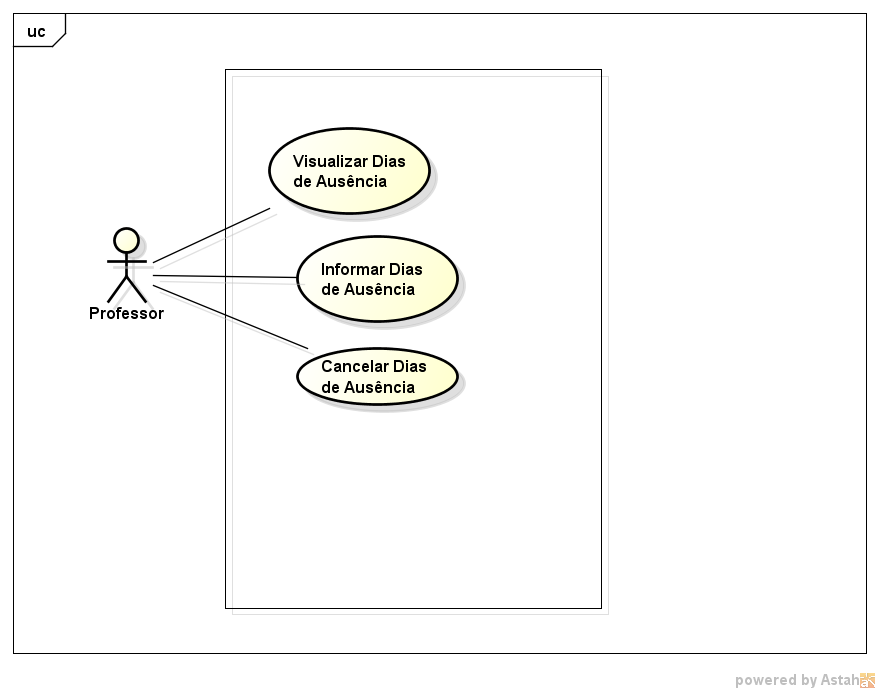 uc
Visualizar Dias
de Ausência
Informar Dias
de Ausência
Professor
Cancelar Dias
de Ausência
powered by Astah